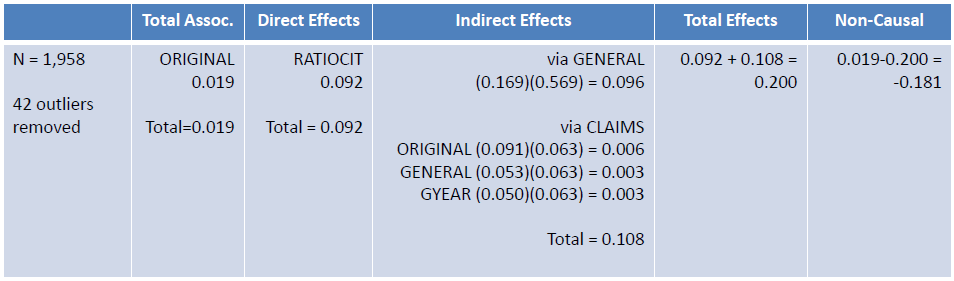 Total Assoc. Direct Effects Indirect Effects Total Effects Non-Causal
N = 1,958 ORIGINAL RATIOCIT via GENERAL 0.092 + 0.108 = 0.019-0.200 =
0.019 0.092 (0.169)(0.569) = 0.096 0.200 -0.181
42 outliers
removed Total=0.019 Total = 0.092 via CLAIMS
ORIGINAL (0.091)(0.063) = 0.006
GENERAL (0.053)(0.063) = 0.003
GYEAR (0.050)(0.063) = 0.003
Total = 0.108